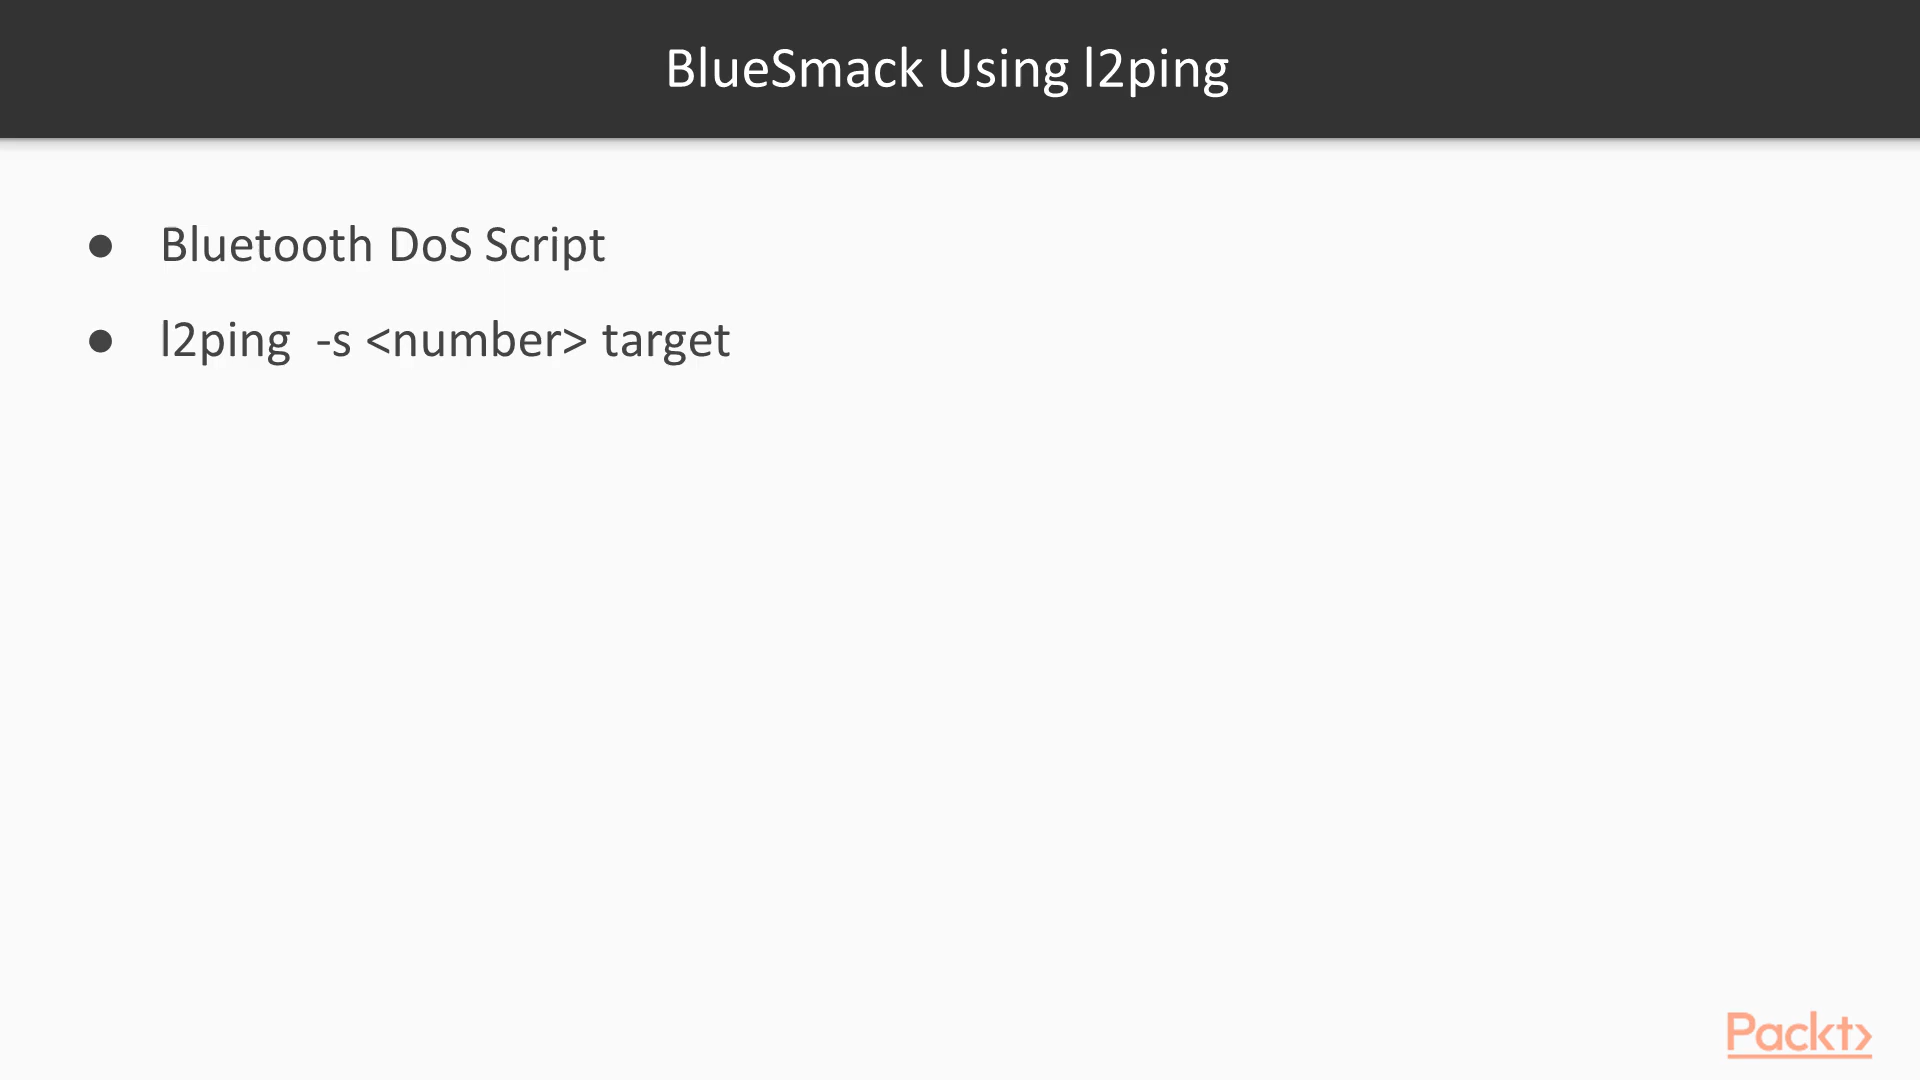 BlueSmack Using l2ping
● Bluetooth DoS Script
● l2ping  -s <number> target
Packt>